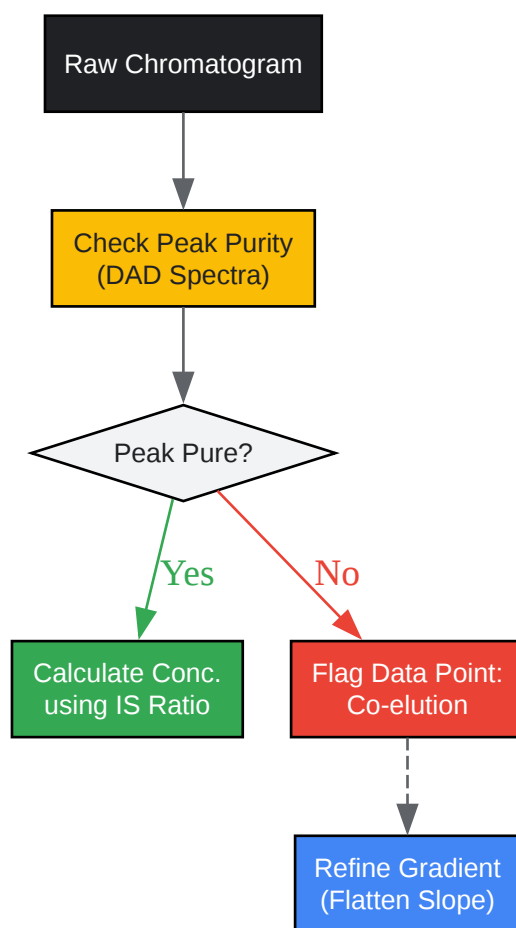 Raw Chromatogram
Check Peak Purity
(DAD Spectra)
Peak Pure?
Yes
No
Calculate Conc.
using IS Ratio
Flag Data Point:
Co-elution
Refine Gradient
(Flatten Slope)